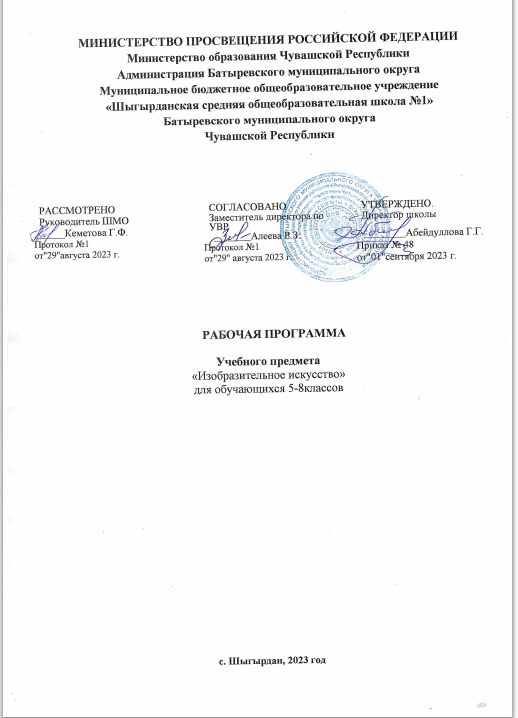 МИНИСТЕРСТВО ПРОСВЕЩЕНИЯ РОССИЙСКОЙ ФЕДЕРАЦИИ
Министерство образования Чувашской Республики
Администрация Батыревского муниципального округа
Муниципальное бюджетное общеобразовательное учреждение
«Шыгырданская средняя общеобразовательная школа №1»
Батыревского муниципального округа
Чувашской Республики
РАССМОТРЕНО
Руководитель ШМО
Кеметова Г.Ф.
Протокол №1
от"29"августа 2023 г.
СОГЛАСОВАНО
Заместитель директора по
УВР
Алеева В.З.
Протокол №1
от"29" августа 2023 г.
УТВЕРЖДЕНО.
Директор школы
Абейдуллова Г.Г.
Приказ № 48
от"01"сентября 2023 г.
РАБОЧАЯ ПРОГРАММА
Учебного предмета
«Изобразительное искусство»
для обучающихся 5-8классов
с. Шыгырдан, 2023 год